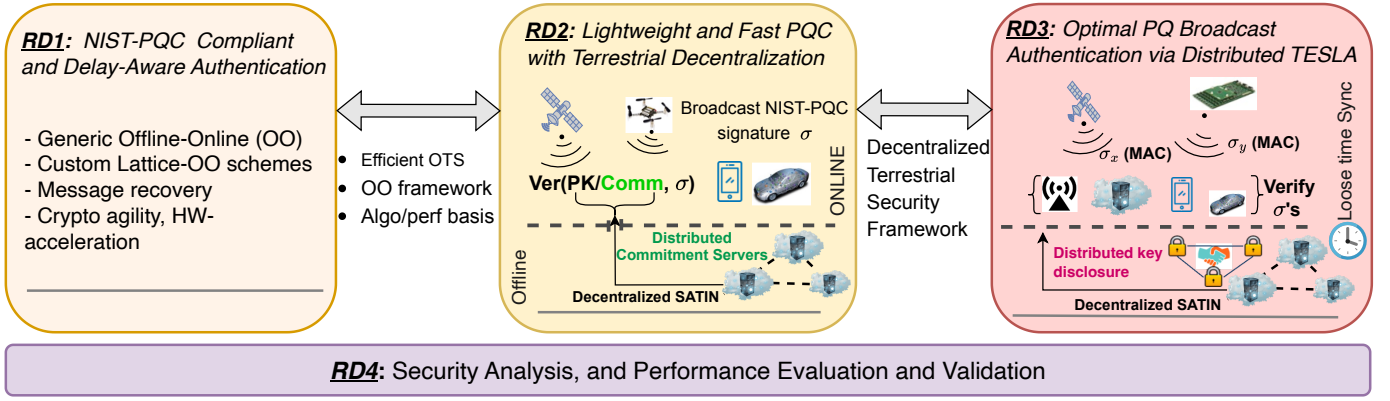 RD1: NIST-PQC Compliant
and Delay-Aware Authentication
- Generic Offline-Online (OO)
- Custom Lattice-OO schemes
- Message recovery
- Crypto agility, HW-
acceleration
• Efficient OTS
• OO framework
• Algo/perf basis
RD2: Lightweight and Fast PQC
with Terrestrial Decentralization
Broadcast NIST-PQC
signature σ
Ver(PK/Comm, σ)
ONLINE
Offline
Distributed
Commitment Servers
Decentralized SATIN
Decentralized
Terrestrial
Security
Framework
RD3: Optimal PQ Broadcast
Authentication via Distributed TESLA
σx (MAC)
σy (MAC)
Verify
σ's
Loose time Sync
Distributed key
disclosure
Decentralized SATIN
RD4: Security Analysis, and Performance Evaluation and Validation